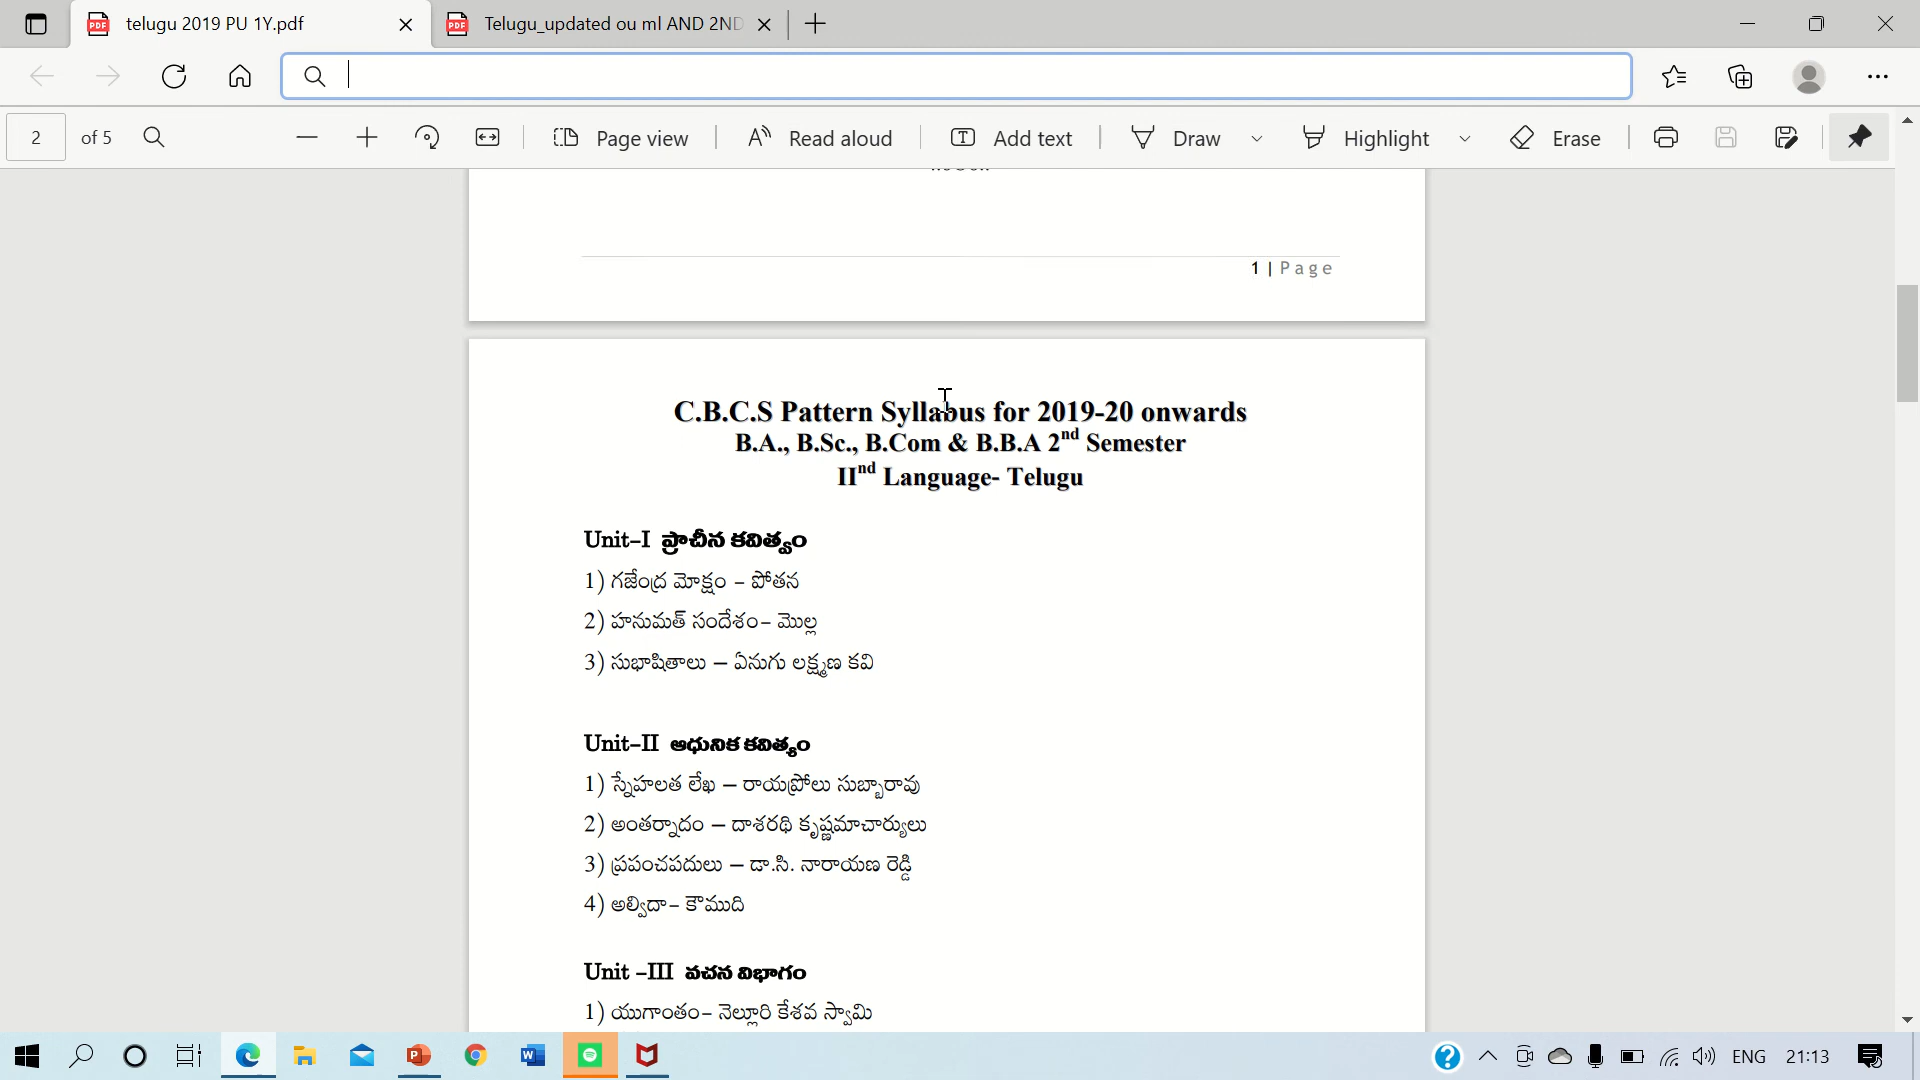 telugu 2019 PU 1Y.pdf
Telugu_updated ou ml AND 2ND
2 of 5
Page view
Read aloud
Add text
Draw
Highlight
Erase
1 | Page
C.B.C.S Pattern Syllabus for 2019-20 onwards
B.A., B.Sc., B.Com & B.B.A 2nd Semester
IInd Language- Telugu
Unit–I ప్రాచీన కవిత్వం
1) గజేంద్ర మోక్షం – పోతన
2) హనుమత్ సందేశం– మొల్ల
3) సుభాషితాలు – ఏనుగు లక్ష్మణ కవి
Unit–II ఆధునిక కవిత్వం
1) స్నేహలత లేఖ – రాయప్రోలు సుబ్బారావు
2) అంతర్నాదం – దాశరథి కృష్ణమాచార్యులు
3) ప్రపంచపదులు – డా.సి. నారాయణ రెడ్డి
4) అల్విదా– కౌముది
Unit –III వచన విభాగం
1) యుగాంతం– నెల్లూరి కేశవ స్వామి
ENG 21:13